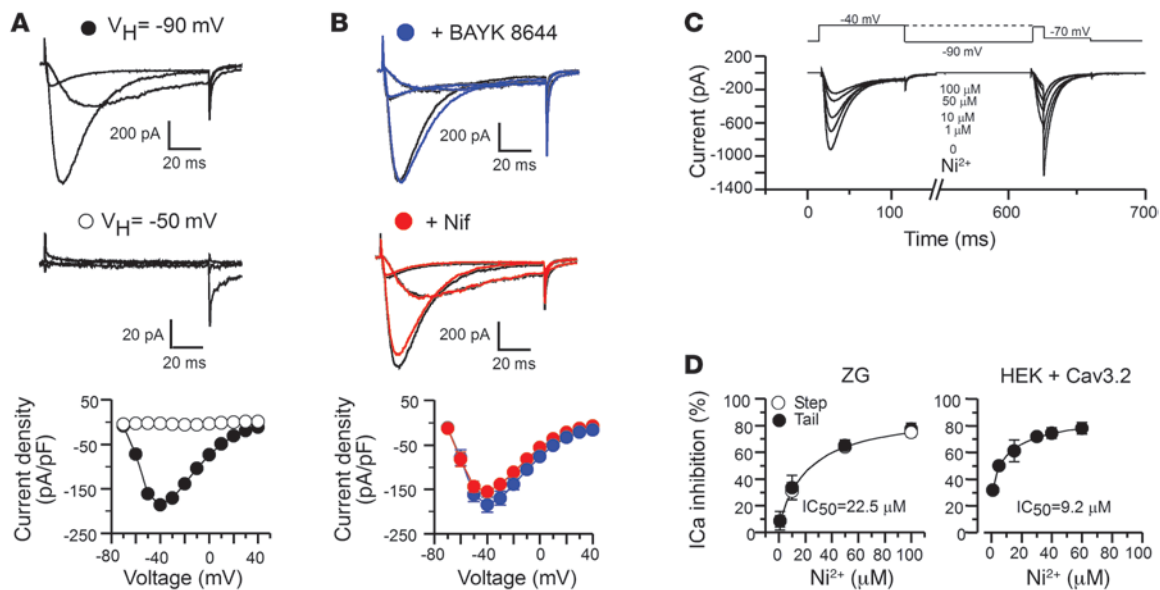 A
V_H= -90 mV
200 pA
20 ms
V_H= -50 mV
20 pA
20 ms
Current density
(pA/pF)
50
-50
-150
-250
-80
-40
0
40
Voltage (mV)
B
+ BAYK 8644
200 pA
20 ms
+ Nif
200 pA
20 ms
Current density
(pA/pF)
50
-50
-150
-250
-80
-40
0
40
Voltage (mV)
C
-40 mV
-70 mV
-90 mV
Current (pA)
200
-200
-600
-1000
-1400
100 μM
50 μM
10 μM
1 μM
0
Ni²⁺
0
100
600
700
Time (ms)
D
ZG
Step
Tail
ICa inhibition (%)
100
80
60
40
20
0
IC₅₀=22.5 μM
0 20 40 60 80 100
Ni²⁺ (μM)
HEK + Cav3.2
100
80
60
40
20
0
IC₅₀=9.2 μM
0 20 40 60 80 100
Ni²⁺ (μM)